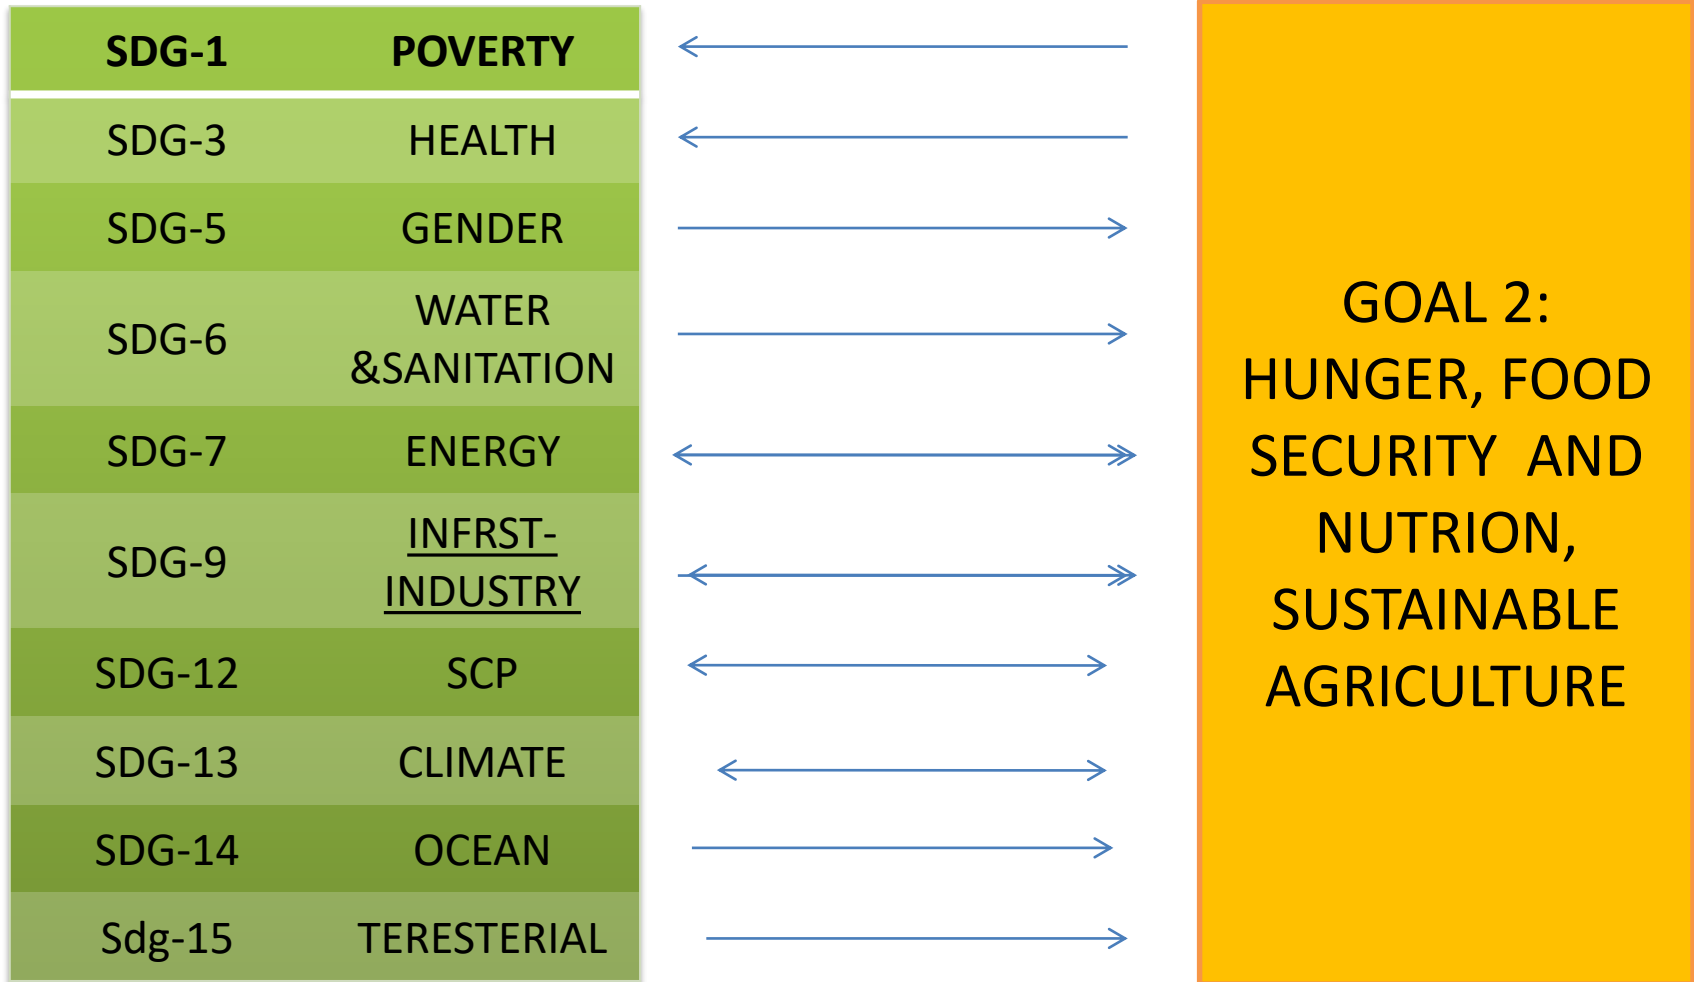 SDG-1 POVERTY
SDG-3 HEALTH
SDG-5 GENDER
SDG-6 WATER
&SANITATION
SDG-7 ENERGY
SDG-9 INFRST-
INDUSTRY
SDG-12 SCP
SDG-13 CLIMATE
SDG-14 OCEAN
Sdg-15 TERESTERIAL
GOAL 2:
HUNGER, FOOD
SECURITY AND
NUTRION,
SUSTAINABLE
AGRICULTURE